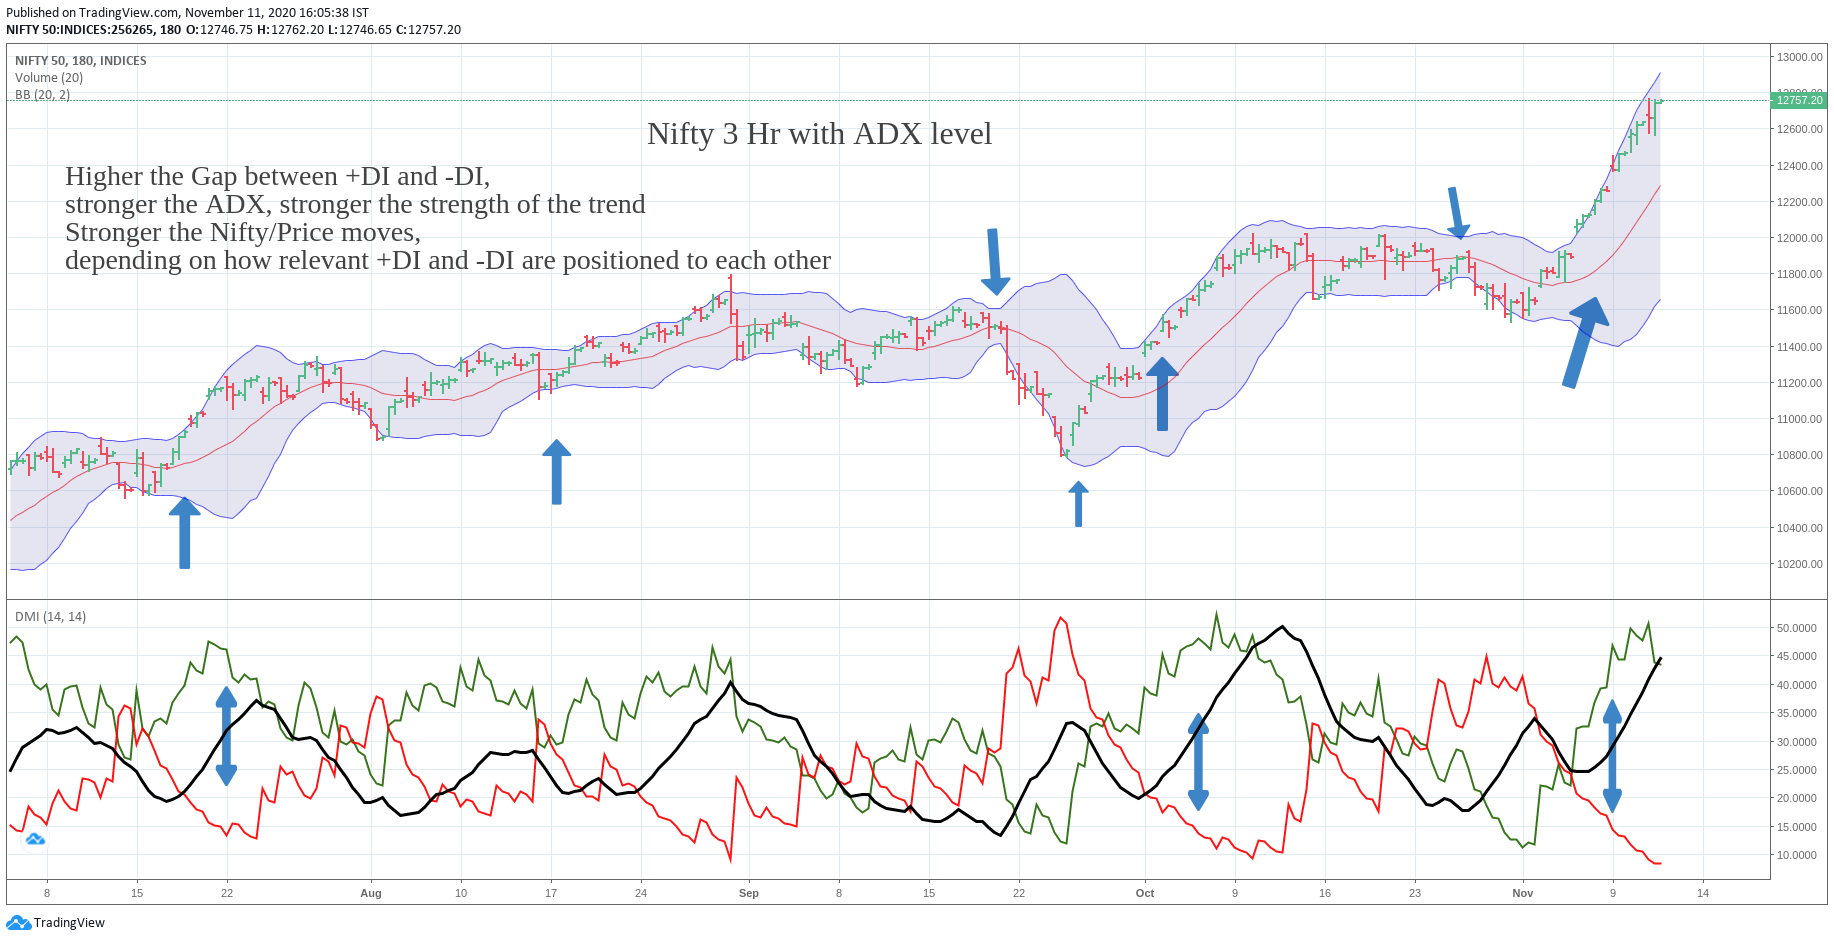 Published on TradingView.com, November 11, 2020 16:05:38 IST
NIFTY 50:INDICES:256265, 180 O:12746.75 H:12762.20 L:12746.65 C:12757.20
NIFTY 50, 180, INDICES
Volume (20)
BB (20, 2)
Nifty 3 Hr with ADX level
Higher the Gap between +DI and -DI,
stronger the ADX, stronger the strength of the trend
Stronger the Nifty/Price moves,
depending on how relevant +DI and -DI are positioned to each other
13000.00
12800.00
12757.20
12600.00
12400.00
12200.00
12000.00
11800.00
11600.00
11400.00
11200.00
11000.00
10800.00
10600.00
10400.00
10200.00
DMI (14, 14)
50.0000
45.0000
40.0000
35.0000
30.0000
25.0000
20.0000
15.0000
10.0000
8 15 22 Aug 10 17 24 Sep 8 15 22 Oct 9 16 23 Nov 9 14
TradingView